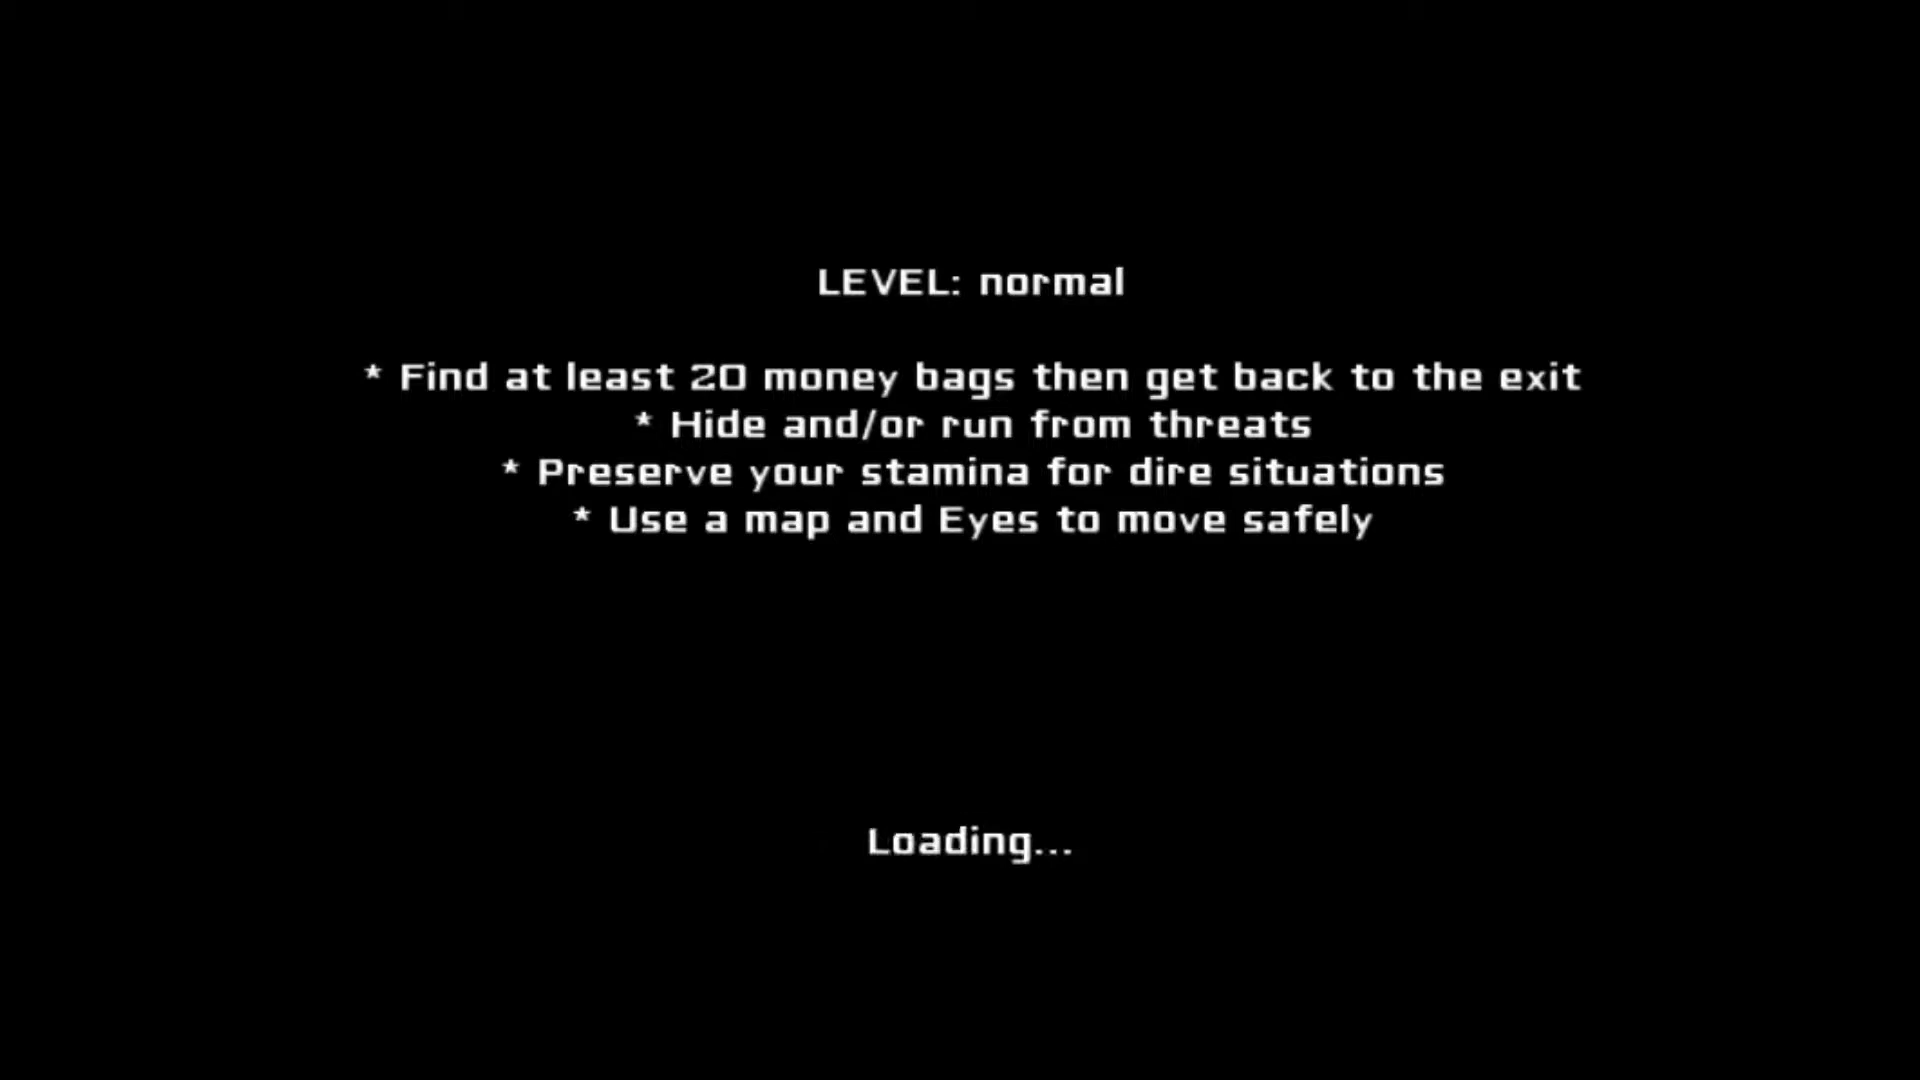 LEVEL: normal
* Find at least 20 money bags then get back to the exit
* Hide and/or run from threats
* Preserve your stamina for dire situations
* Use a map and Eyes to move safely
Loading...